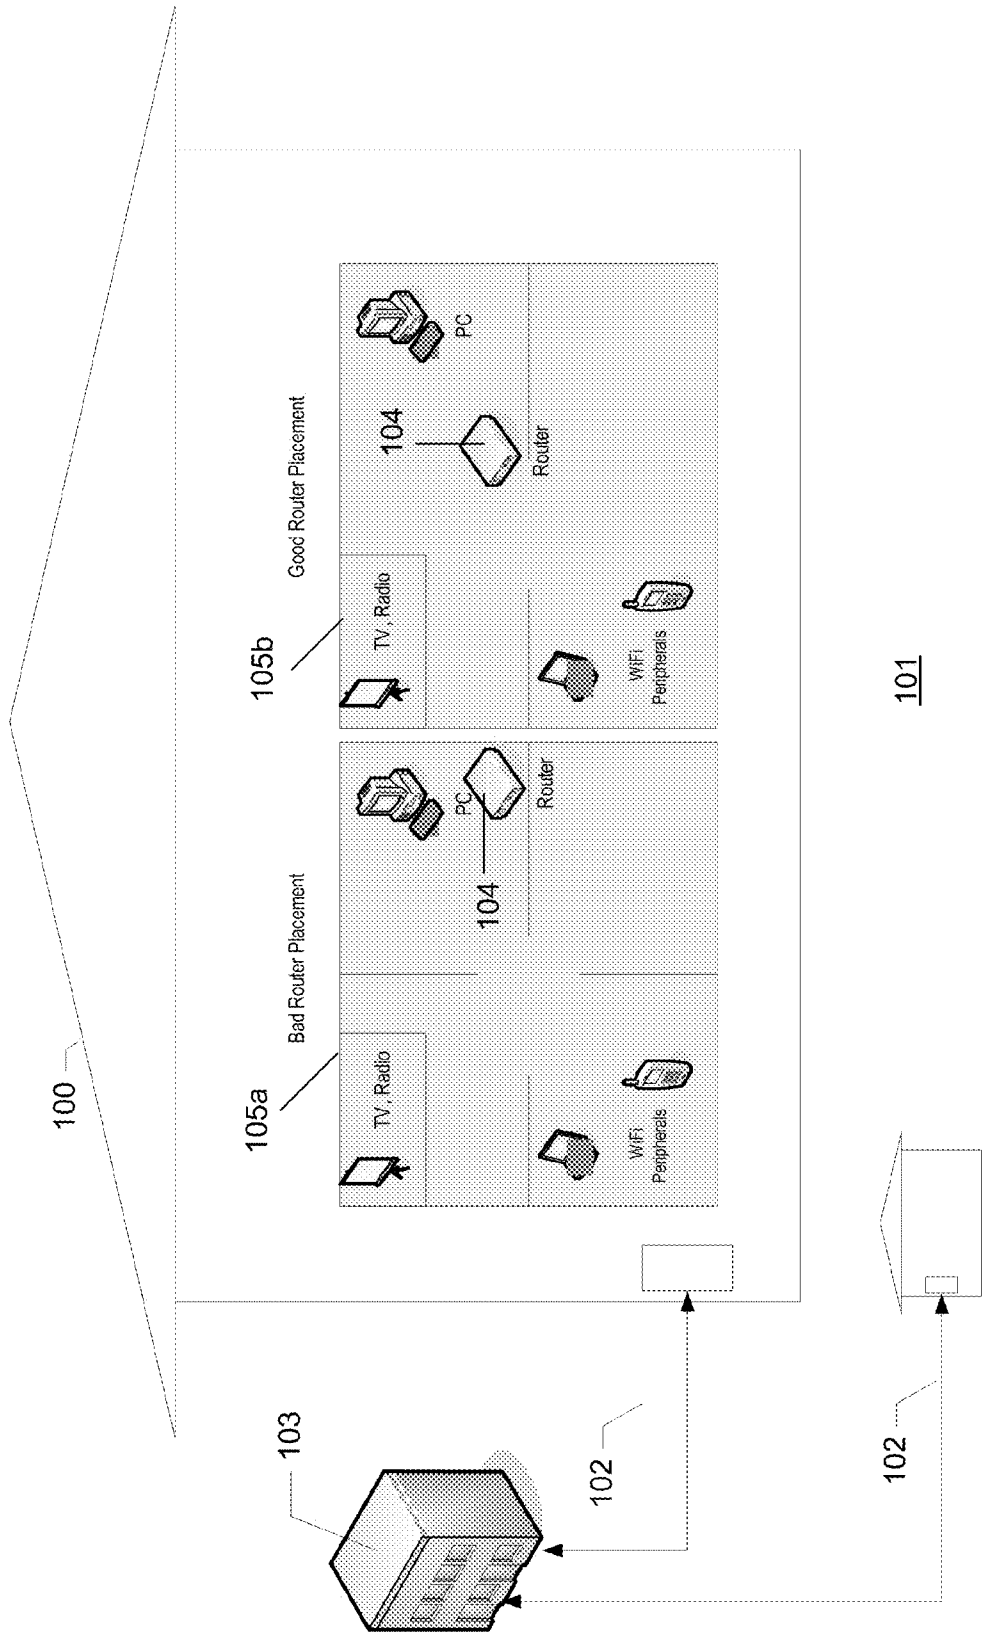 100
105a
Bad Router Placement
TV, Radio
PC
104
Router
WiFi
Peripherals
105b
Good Router Placement
TV, Radio
104
PC
Router
WiFi
Peripherals
103
102
102
101